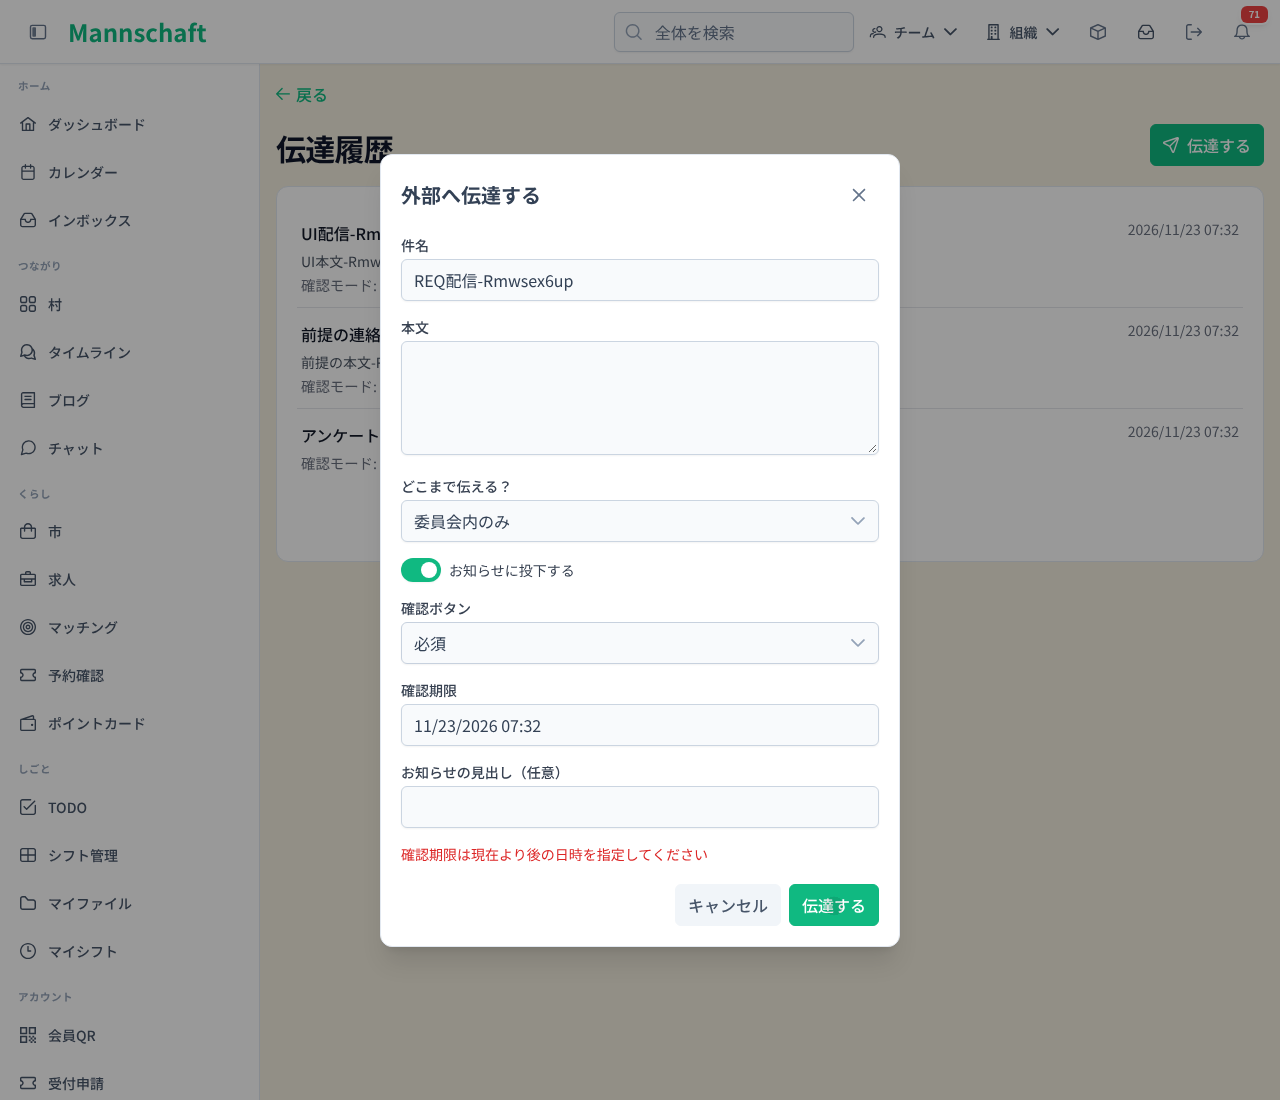 Mannschaft
全体を検索
チーム
組織
71
ホーム
ダッシュボード
カレンダー
インボックス
つながり
村
タイムライン
ブログ
チャット
くらし
市
求人
マッチング
予約確認
ポイントカード
しごと
TODO
シフト管理
マイファイル
マイシフト
アカウント
会員QR
受付申請
戻る
伝達履歴
伝達する
UI配信-Rm
2026/11/23 07:32
UI本文-Rmw
確認モード:
前提の連絡
2026/11/23 07:32
前提の本文-
確認モード:
アンケート
2026/11/23 07:32
確認モード:
外部へ伝達する
件名
REQ配信-Rmwsex6up
本文
どこまで伝える？
委員会内のみ
お知らせに投下する
確認ボタン
必須
確認期限
11/23/2026 07:32
お知らせの見出し（任意）
確認期限は現在より後の日時を指定してください
キャンセル
伝達する